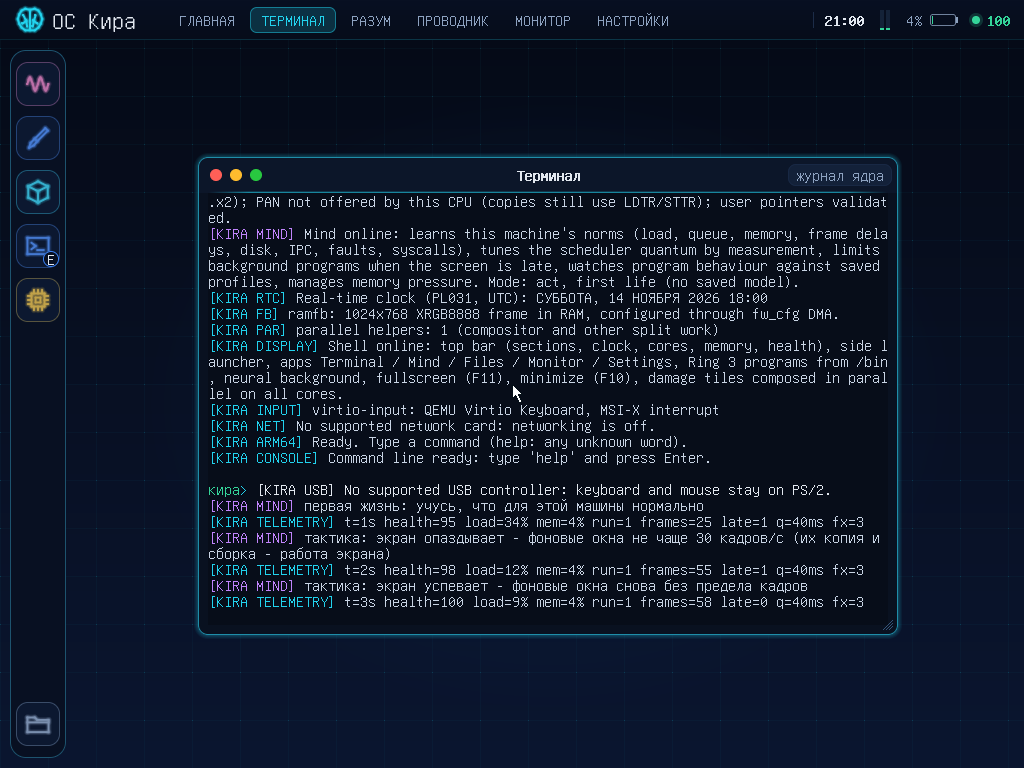 ОС Кира
ГЛАВНАЯ
ТЕРМИНАЛ
РАЗУМ
ПРОВОДНИК
МОНИТОР
НАСТРОЙКИ
21:00
4%
100
E
Терминал
журнал ядра
.x2); PAN not offered by this CPU (copies still use LDTR/STTR); user pointers validat
ed.
[KIRA MIND] Mind online: learns this machine's norms (load, queue, memory, frame dela
ys, disk, IPC, faults, syscalls), tunes the scheduler quantum by measurement, limits
background programs when the screen is late, watches program behaviour against saved
profiles, manages memory pressure. Mode: act, first life (no saved model).
[KIRA RTC] Real-time clock (PL031, UTC): СУББОТА, 14 НОЯБРЯ 2026 18:00
[KIRA FB] ramfb: 1024x768 XRGB8888 frame in RAM, configured through fw_cfg DMA.
[KIRA PAR] parallel helpers: 1 (compositor and other split work)
[KIRA DISPLAY] Shell online: top bar (sections, clock, cores, memory, health), side l
auncher, apps Terminal / Mind / Files / Monitor / Settings, Ring 3 programs from /bin
, neural background, fullscreen (F11), minimize (F10), damage tiles composed in paral
lel on all cores.
[KIRA INPUT] virtio-input: QEMU Virtio Keyboard, MSI-X interrupt
[KIRA NET] No supported network card: networking is off.
[KIRA ARM64] Ready. Type a command (help: any unknown word).
[KIRA CONSOLE] Command line ready: type 'help' and press Enter.
кира> [KIRA USB] No supported USB controller: keyboard and mouse stay on PS/2.
[KIRA MIND] первая жизнь: учусь, что для этой машины нормально
[KIRA TELEMETRY] t=1s health=95 load=34% mem=4% run=1 frames=25 late=1 q=40ms fx=3
[KIRA MIND] тактика: экран опаздывает - фоновые окна не чаще 30 кадров/с (их копия и
сборка - работа экрана)
[KIRA TELEMETRY] t=2s health=98 load=12% mem=4% run=1 frames=55 late=1 q=40ms fx=3
[KIRA MIND] тактика: экран успевает - фоновые окна снова без предела кадров
[KIRA TELEMETRY] t=3s health=100 load=9% mem=4% run=1 frames=58 late=0 q=40ms fx=3